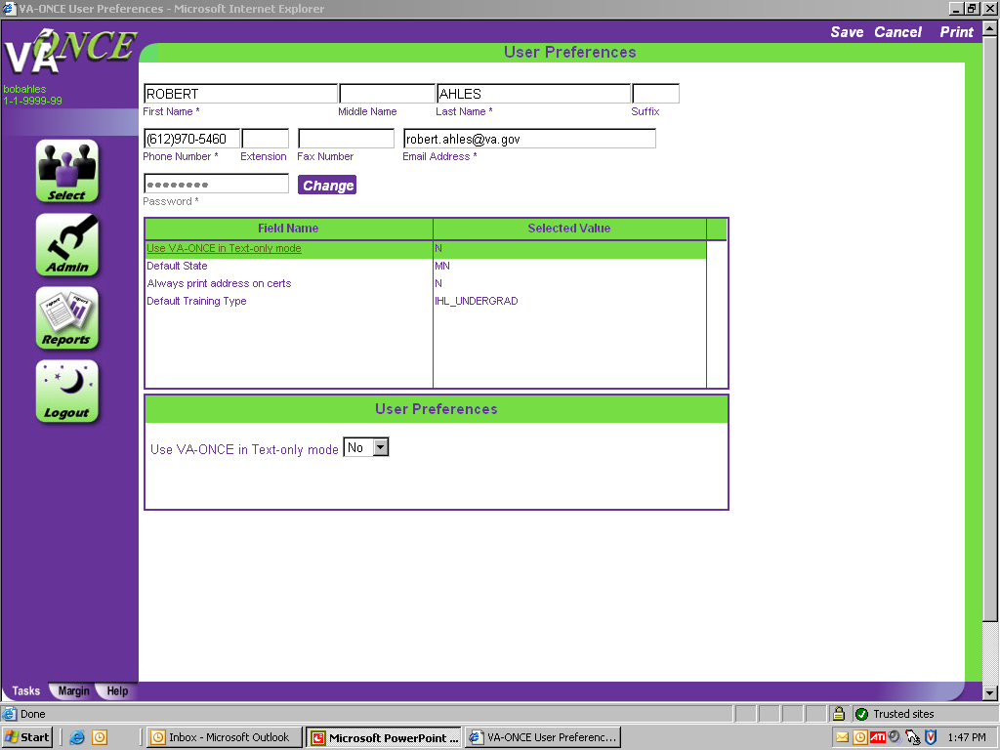 VA-ONCE User Preferences - Microsoft Internet Explorer
VA ONCE
Save Cancel Print
User Preferences
bobahles
1-1-9999-99
ROBERT AHLES
First Name * Middle Name Last Name * Suffix
(612)970-5460 robert.ahles@va.gov
Phone Number * Extension Fax Number Email Address *
●●●●●●●● Change
Password *
Select
Admin
Reports
Logout
Field Name Selected Value
Use VA-ONCE in Text-only mode N
Default State MN
Always print address on certs N
Default Training Type IHL_UNDERGRAD
User Preferences
Use VA-ONCE in Text-only mode No
Tasks Margin Help
Done Trusted sites
Start Inbox - Microsoft Outlook Microsoft PowerPoint ... VA-ONCE User Preferenc... ATI 1:47 PM